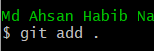 Md Ahsan Habib Na
$ git add .